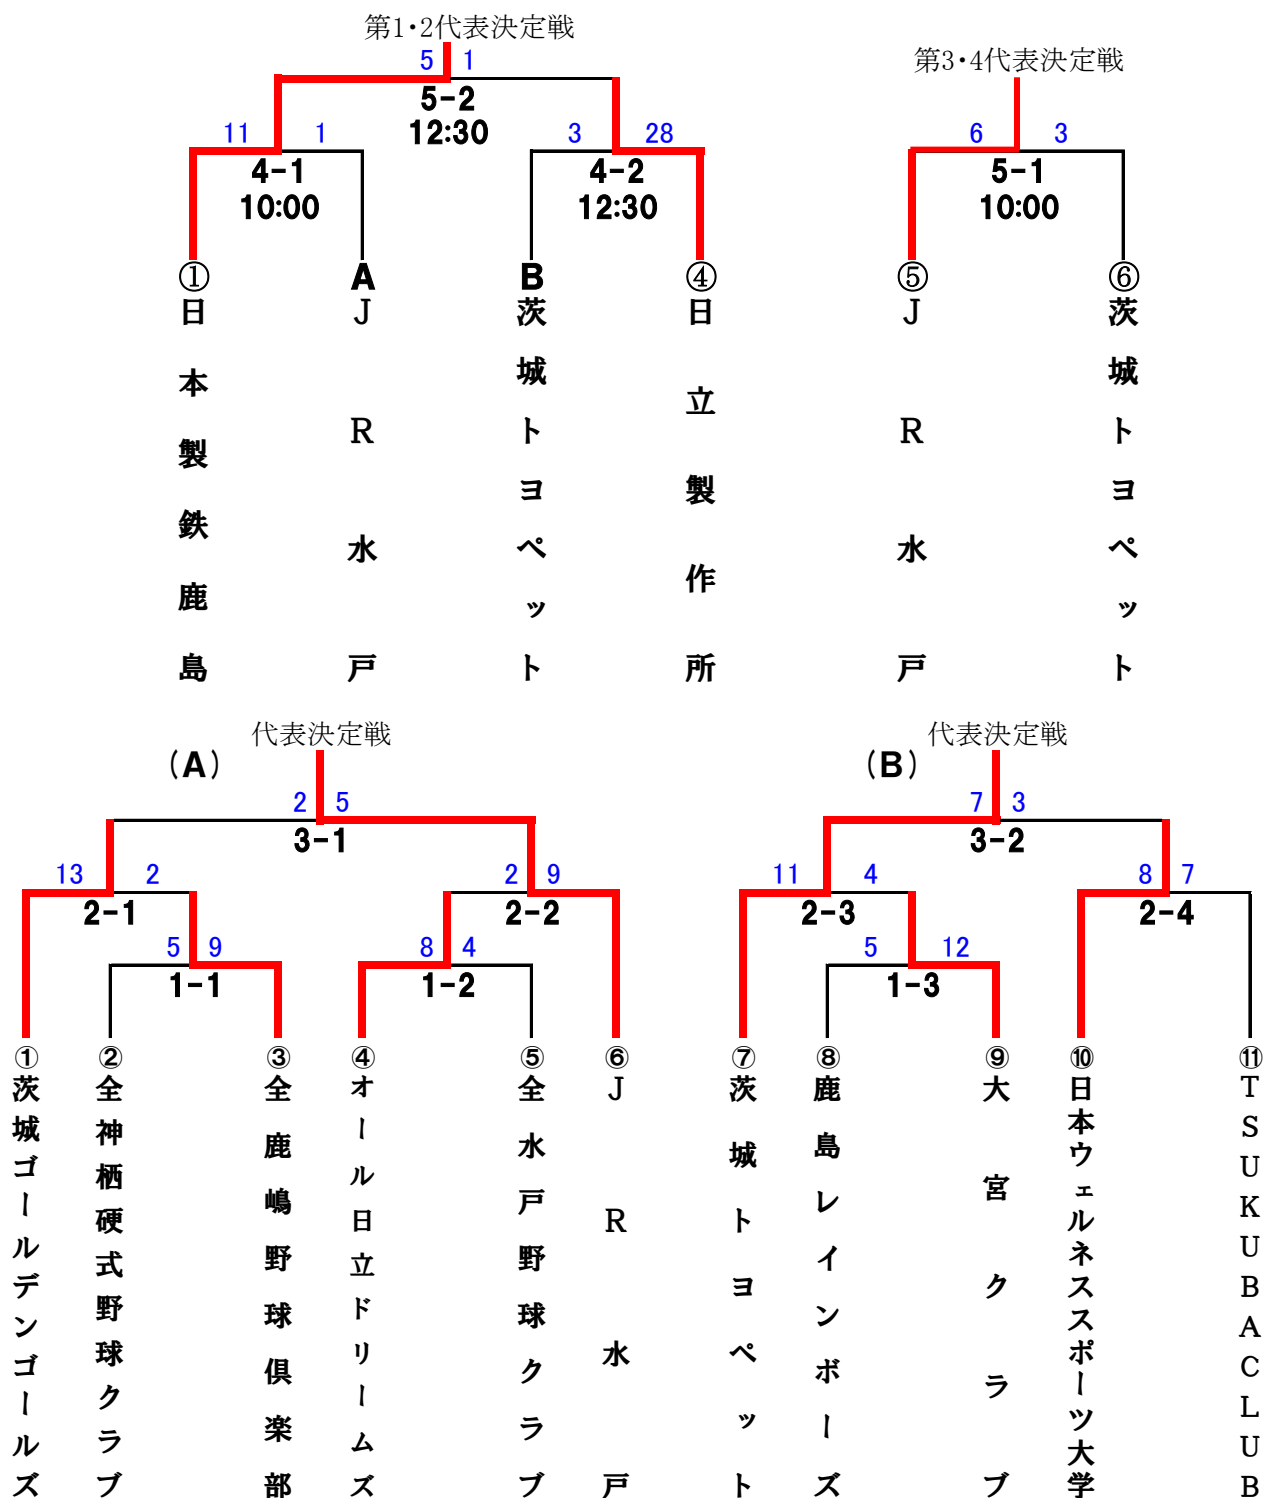 第1・2代表決定戦
第3・4代表決定戦
5 1
5-2
12:30
11 1
4-1
10:00
3 28
4-2
12:30
6 3
5-1
10:00
① 日本製鉄鹿島
A JR水戸
B 茨城トヨペット
④ 日立製作所
⑤ JR水戸
⑥ 茨城トヨペット
代表決定戦
(A)
2 5
3-1
13 2
2-1
2 9
2-2
5 9
1-1
8 4
1-2
① 茨城ゴールデンゴールズ
② 全神栖硬式野球クラブ
③ 全鹿嶋野球倶楽部
④ オール日立ドリームズ
⑤ 全水戸野球クラブ
⑥ JR水戸
代表決定戦
(B)
7 3
3-2
11 4
2-3
8 7
2-4
5 12
1-3
⑦ 茨城トヨペット
⑧ 鹿島レインボーズ
⑨ 大宮クラブ
⑩ 日本ウェルネススポーツ大学
⑪ TSUKUBACLUB